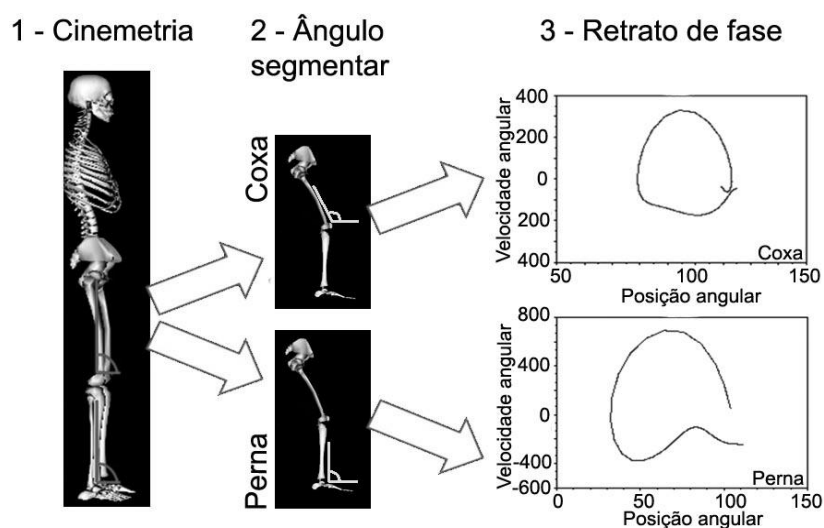 1 - Cinemetria
2 - Ângulo
segmentar
3 - Retrato de fase
Coxa
Velocidade angular
400
200
0
200
400
50
100
150
Coxa
Posição angular
Perna
Velocidade angular
800
400
0
-400
-600
0
50
100
150
Perna
Posição angular